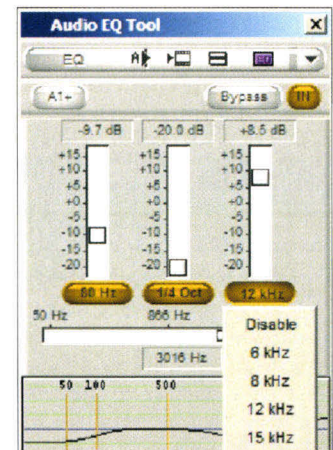 Audio EQ Tool
EQ
A1+ Bypass IN
-9.7 dB -20.0 dB +8.5 dB
+15 +15 +15
+10 +10 +10
+5 +5 +5
+0 +0 +0
-5 -5 -5
-10 -10 -10
-15 -15 -15
-20 -20 -20
80 Hz 1/4 Oct 12 kHz
50 Hz 866 Hz
3016 Hz
50 100 500
Disable
6 kHz
8 kHz
12 kHz
15 kHz